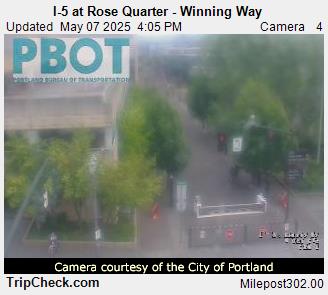 I-5 at Rose Quarter - Winning Way
Updated May 07 2025 4:05 PM Camera 4
PBOT
PORTLAND BUREAU OF TRANSPORTATION
Camera courtesy of the City of Portland
TripCheck.com Milepost302.00